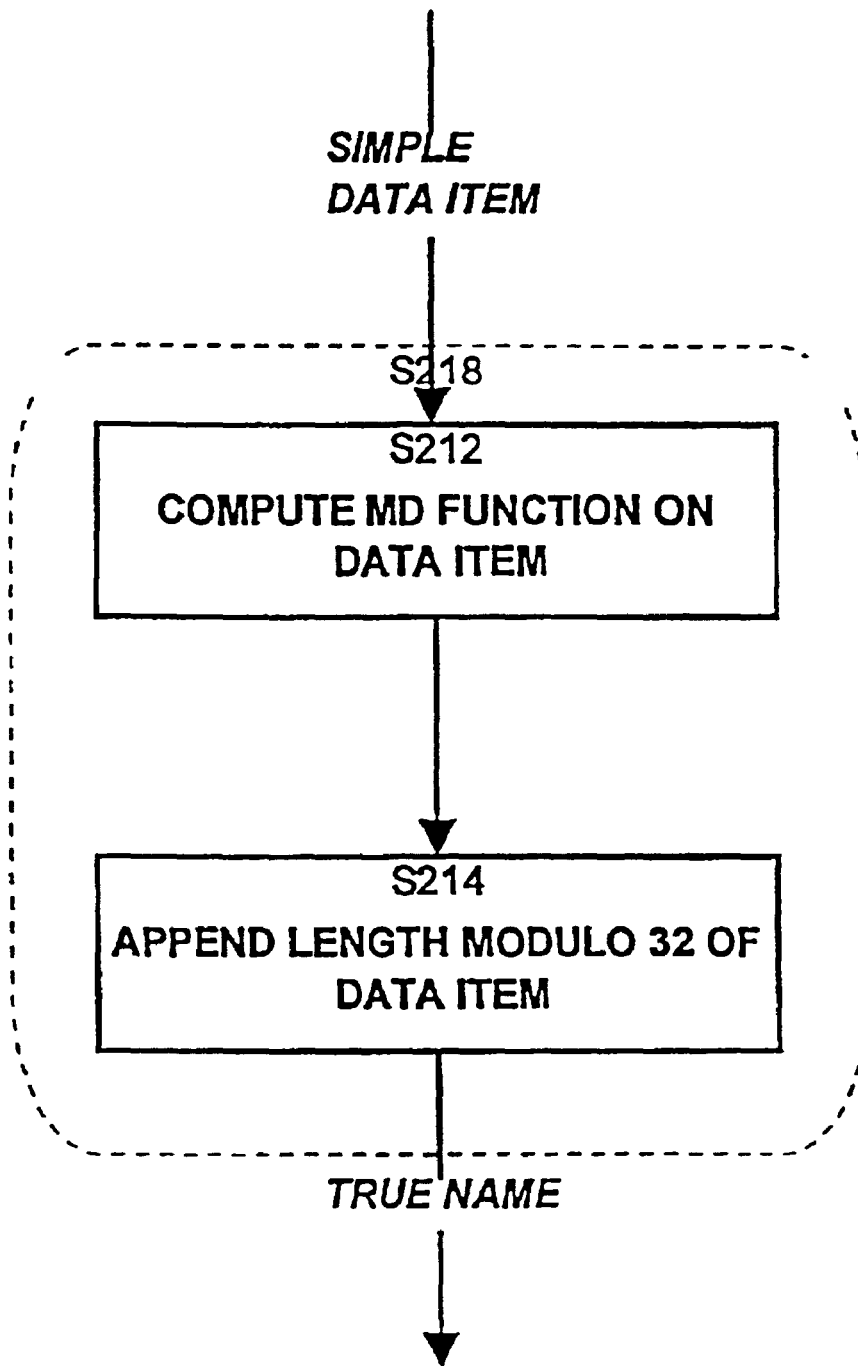 SIMPLE
DATA ITEM
S218
S212
COMPUTE MD FUNCTION ON
DATA ITEM
S214
APPEND LENGTH MODULO 32 OF
DATA ITEM
TRUE NAME